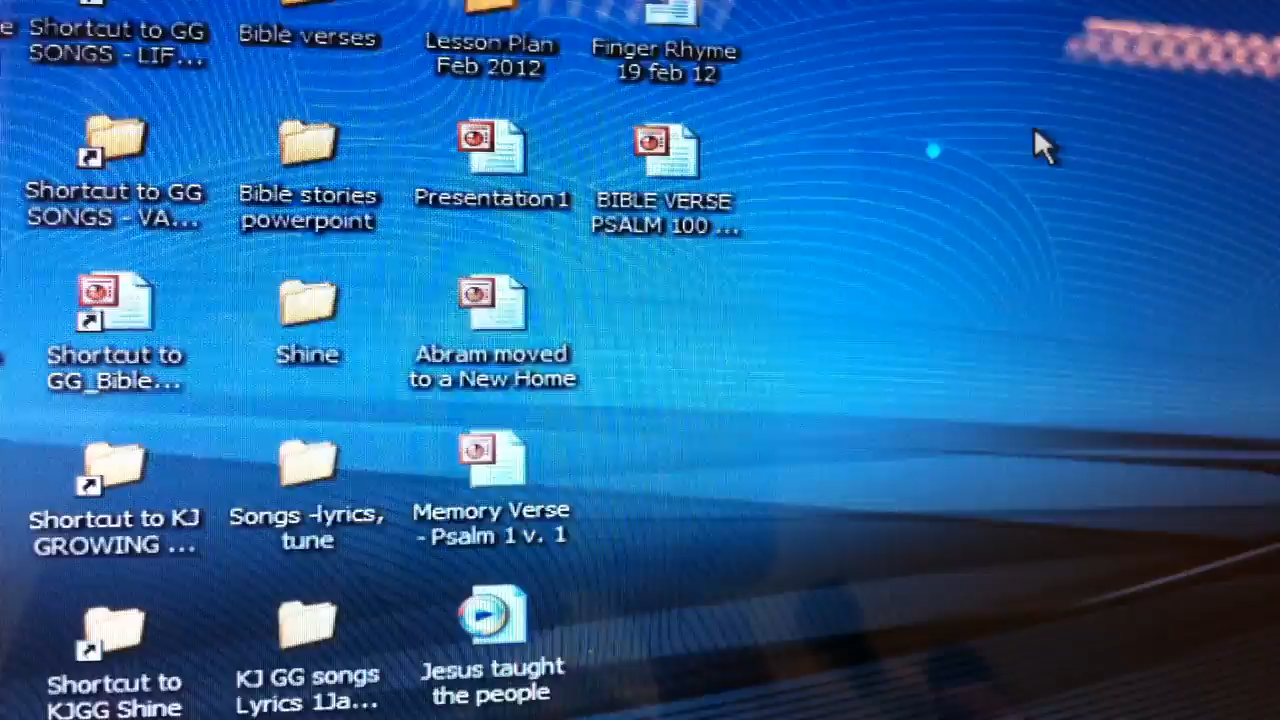 Shortcut to GG
SONGS - LIF...
Bible verses
Lesson Plan
Feb 2012
Finger Rhyme
19 feb 12
Shortcut to GG
SONGS - VA...
Bible stories
powerpoint
Presentation1
BIBLE VERSE
PSALM 100 ...
Shortcut to
GG_Bible...
Shine
Abram moved
to a New Home
Shortcut to KJ
GROWING ...
Songs -lyrics,
tune
Memory Verse
- Psalm 1 v. 1
Shortcut to
KJGG Shine
KJ GG songs
Lyrics 1Ja...
Jesus taught
the people